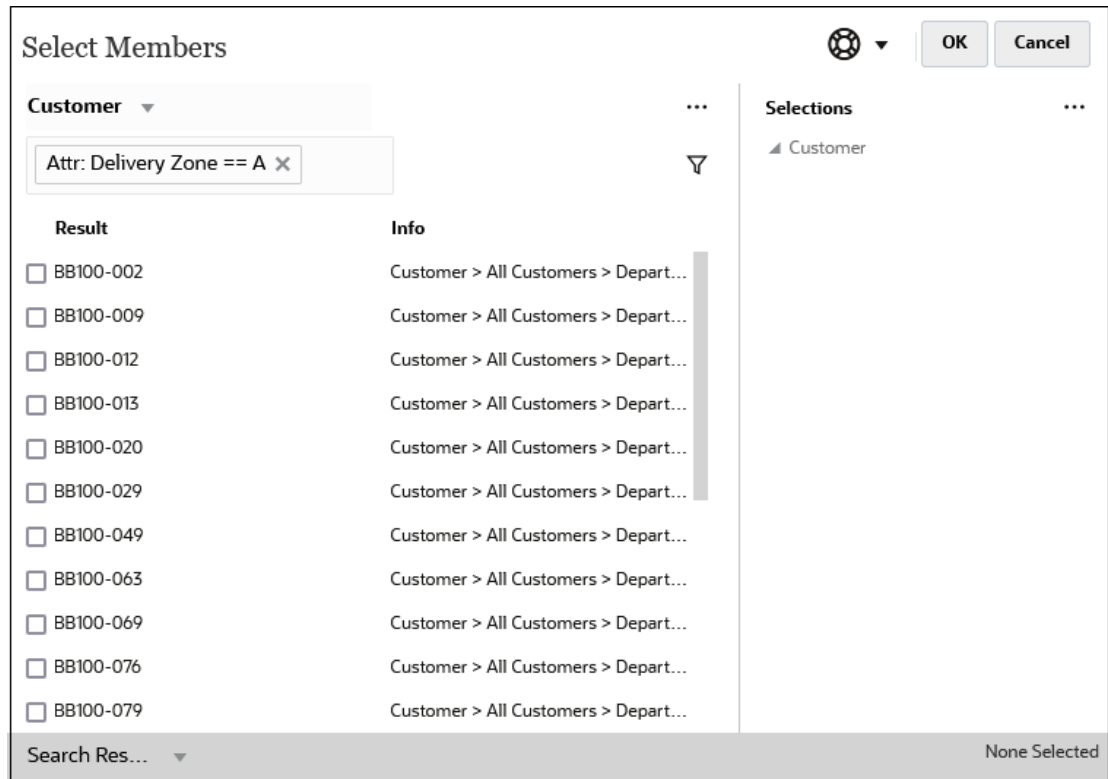 Select Members
OK
Cancel
Customer
...
Selections
...
Attr: Delivery Zone == A
Customer
Result Info
BB100-002 Customer > All Customers > Depart...
BB100-009 Customer > All Customers > Depart...
BB100-012 Customer > All Customers > Depart...
BB100-013 Customer > All Customers > Depart...
BB100-020 Customer > All Customers > Depart...
BB100-029 Customer > All Customers > Depart...
BB100-049 Customer > All Customers > Depart...
BB100-063 Customer > All Customers > Depart...
BB100-069 Customer > All Customers > Depart...
BB100-076 Customer > All Customers > Depart...
BB100-079 Customer > All Customers > Depart...
Search Res...
None Selected